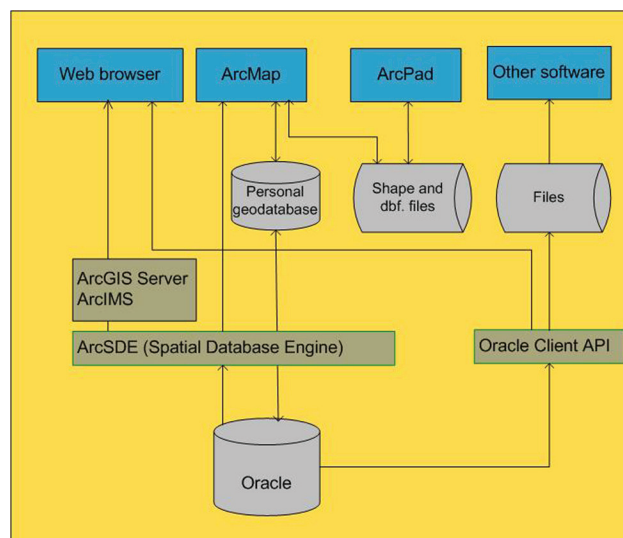 Web browser
ArcMap
ArcPad
Other software
Personal
geodatabase
Shape and
dbf. files
Files
ArcGIS Server
ArcIMS
ArcSDE (Spatial Database Engine)
Oracle Client API
Oracle